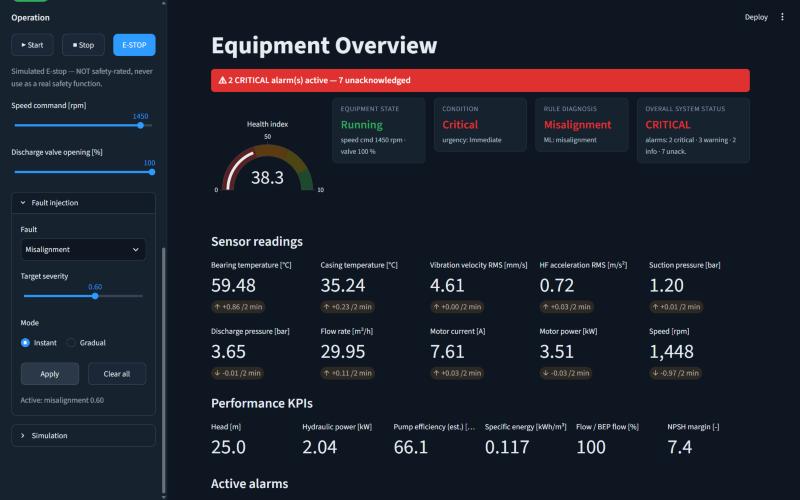 Operation
▸ Start
■ Stop
E-STOP
Simulated E-stop — NOT safety-rated, never
use as a real safety function.
Speed command [rpm]
1450
Discharge valve opening [%]
100
Fault injection
Fault
Misalignment
Target severity
0.60
Mode
Instant
Gradual
Apply
Clear all
Active: misalignment 0.60
Simulation
Deploy
Equipment Overview
⚠ 2 CRITICAL alarm(s) active — 7 unacknowledged
Health index
50
38.3
0
10
EQUIPMENT STATE
Running
speed cmd 1450 rpm ·
valve 100 %
CONDITION
Critical
urgency: Immediate
RULE DIAGNOSIS
Misalignment
ML: misalignment
OVERALL SYSTEM STATUS
CRITICAL
alarms: 2 critical · 3 warning · 2
info · 7 unack.
Sensor readings
Bearing temperature [°C]
59.48
↑ +0.86 /2 min
Casing temperature [°C]
35.24
↑ +0.23 /2 min
Vibration velocity RMS [mm/s]
4.61
↑ +0.00 /2 min
HF acceleration RMS [m/s²]
0.72
↑ +0.03 /2 min
Suction pressure [bar]
1.20
↑ +0.01 /2 min
Discharge pressure [bar]
3.65
↓ -0.01 /2 min
Flow rate [m³/h]
29.95
↑ +0.11 /2 min
Motor current [A]
7.61
↑ +0.03 /2 min
Motor power [kW]
3.51
↓ -0.03 /2 min
Speed [rpm]
1,448
↓ -0.97 /2 min
Performance KPIs
Head [m]
25.0
Hydraulic power [kW]
2.04
Pump efficiency (est.) [...
66.1
Specific energy [kWh/m³]
0.117
Flow / BEP flow [%]
100
NPSH margin [-]
7.4
Active alarms